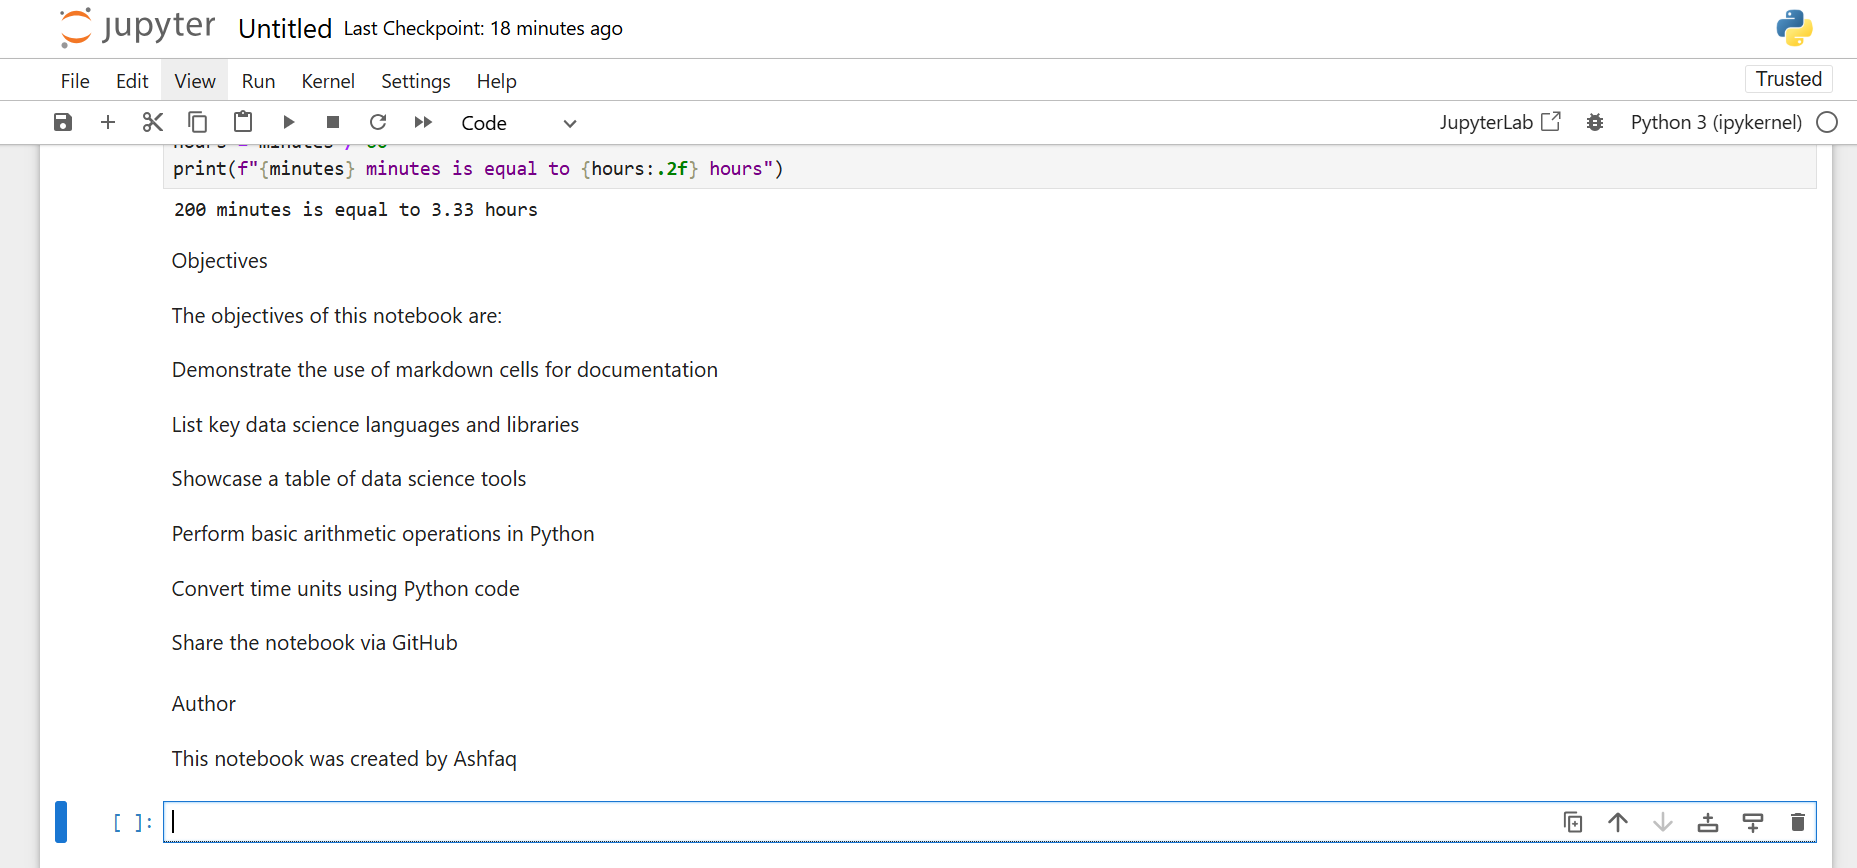 jupyter Untitled Last Checkpoint: 18 minutes ago
File Edit View Run Kernel Settings Help Trusted
Code JupyterLab Python 3 (ipykernel)
hours = minutes / 60
print(f"{minutes} minutes is equal to {hours:.2f} hours")
200 minutes is equal to 3.33 hours
Objectives
The objectives of this notebook are:
Demonstrate the use of markdown cells for documentation
List key data science languages and libraries
Showcase a table of data science tools
Perform basic arithmetic operations in Python
Convert time units using Python code
Share the notebook via GitHub
Author
This notebook was created by Ashfaq
[ ]: